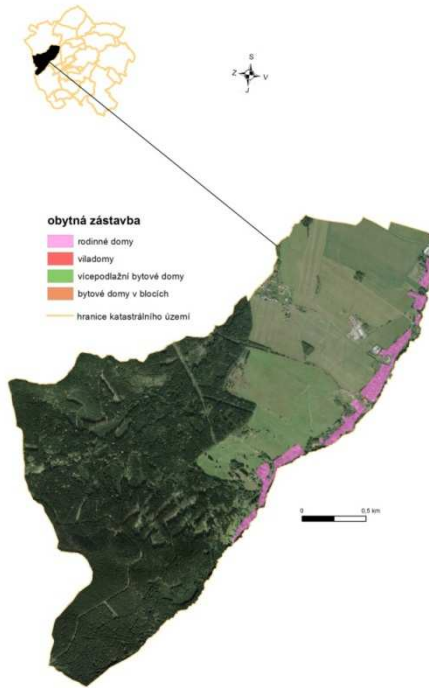 S
Z
V
J
obytná zástavba
rodinné domy
viladomy
vícepodlažní bytové domy
bytové domy v blocích
hranice katastrálního území
0 0,5 km